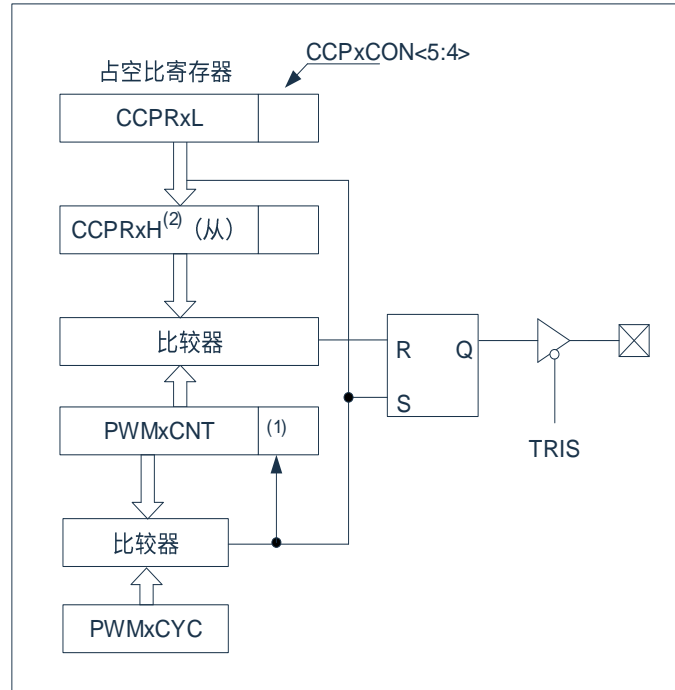 CCPxCON<5:4>
占空比寄存器
CCPRxL
CCPRxH(2)（从）
比较器
R Q
S
PWMxCNT (1)
TRIS
比较器
PWMxCYC